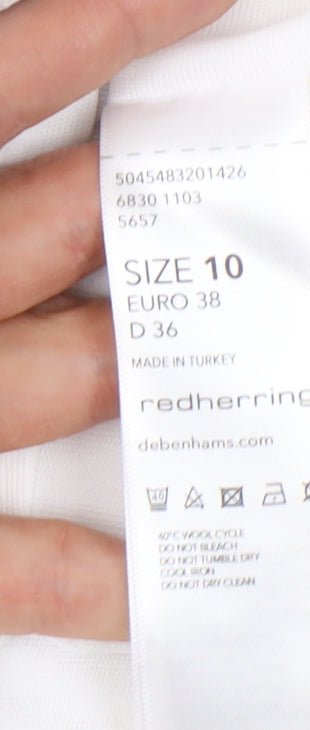 5045483201426
6830 1103
5657
SIZE 10
EURO 38
D 36
MADE IN TURKEY
redherring
debenhams.com
40
40°C WOOL CYCLE
DO NOT BLEACH
DO NOT TUMBLE DRY
COOL IRON
DO NOT DRY CLEAN